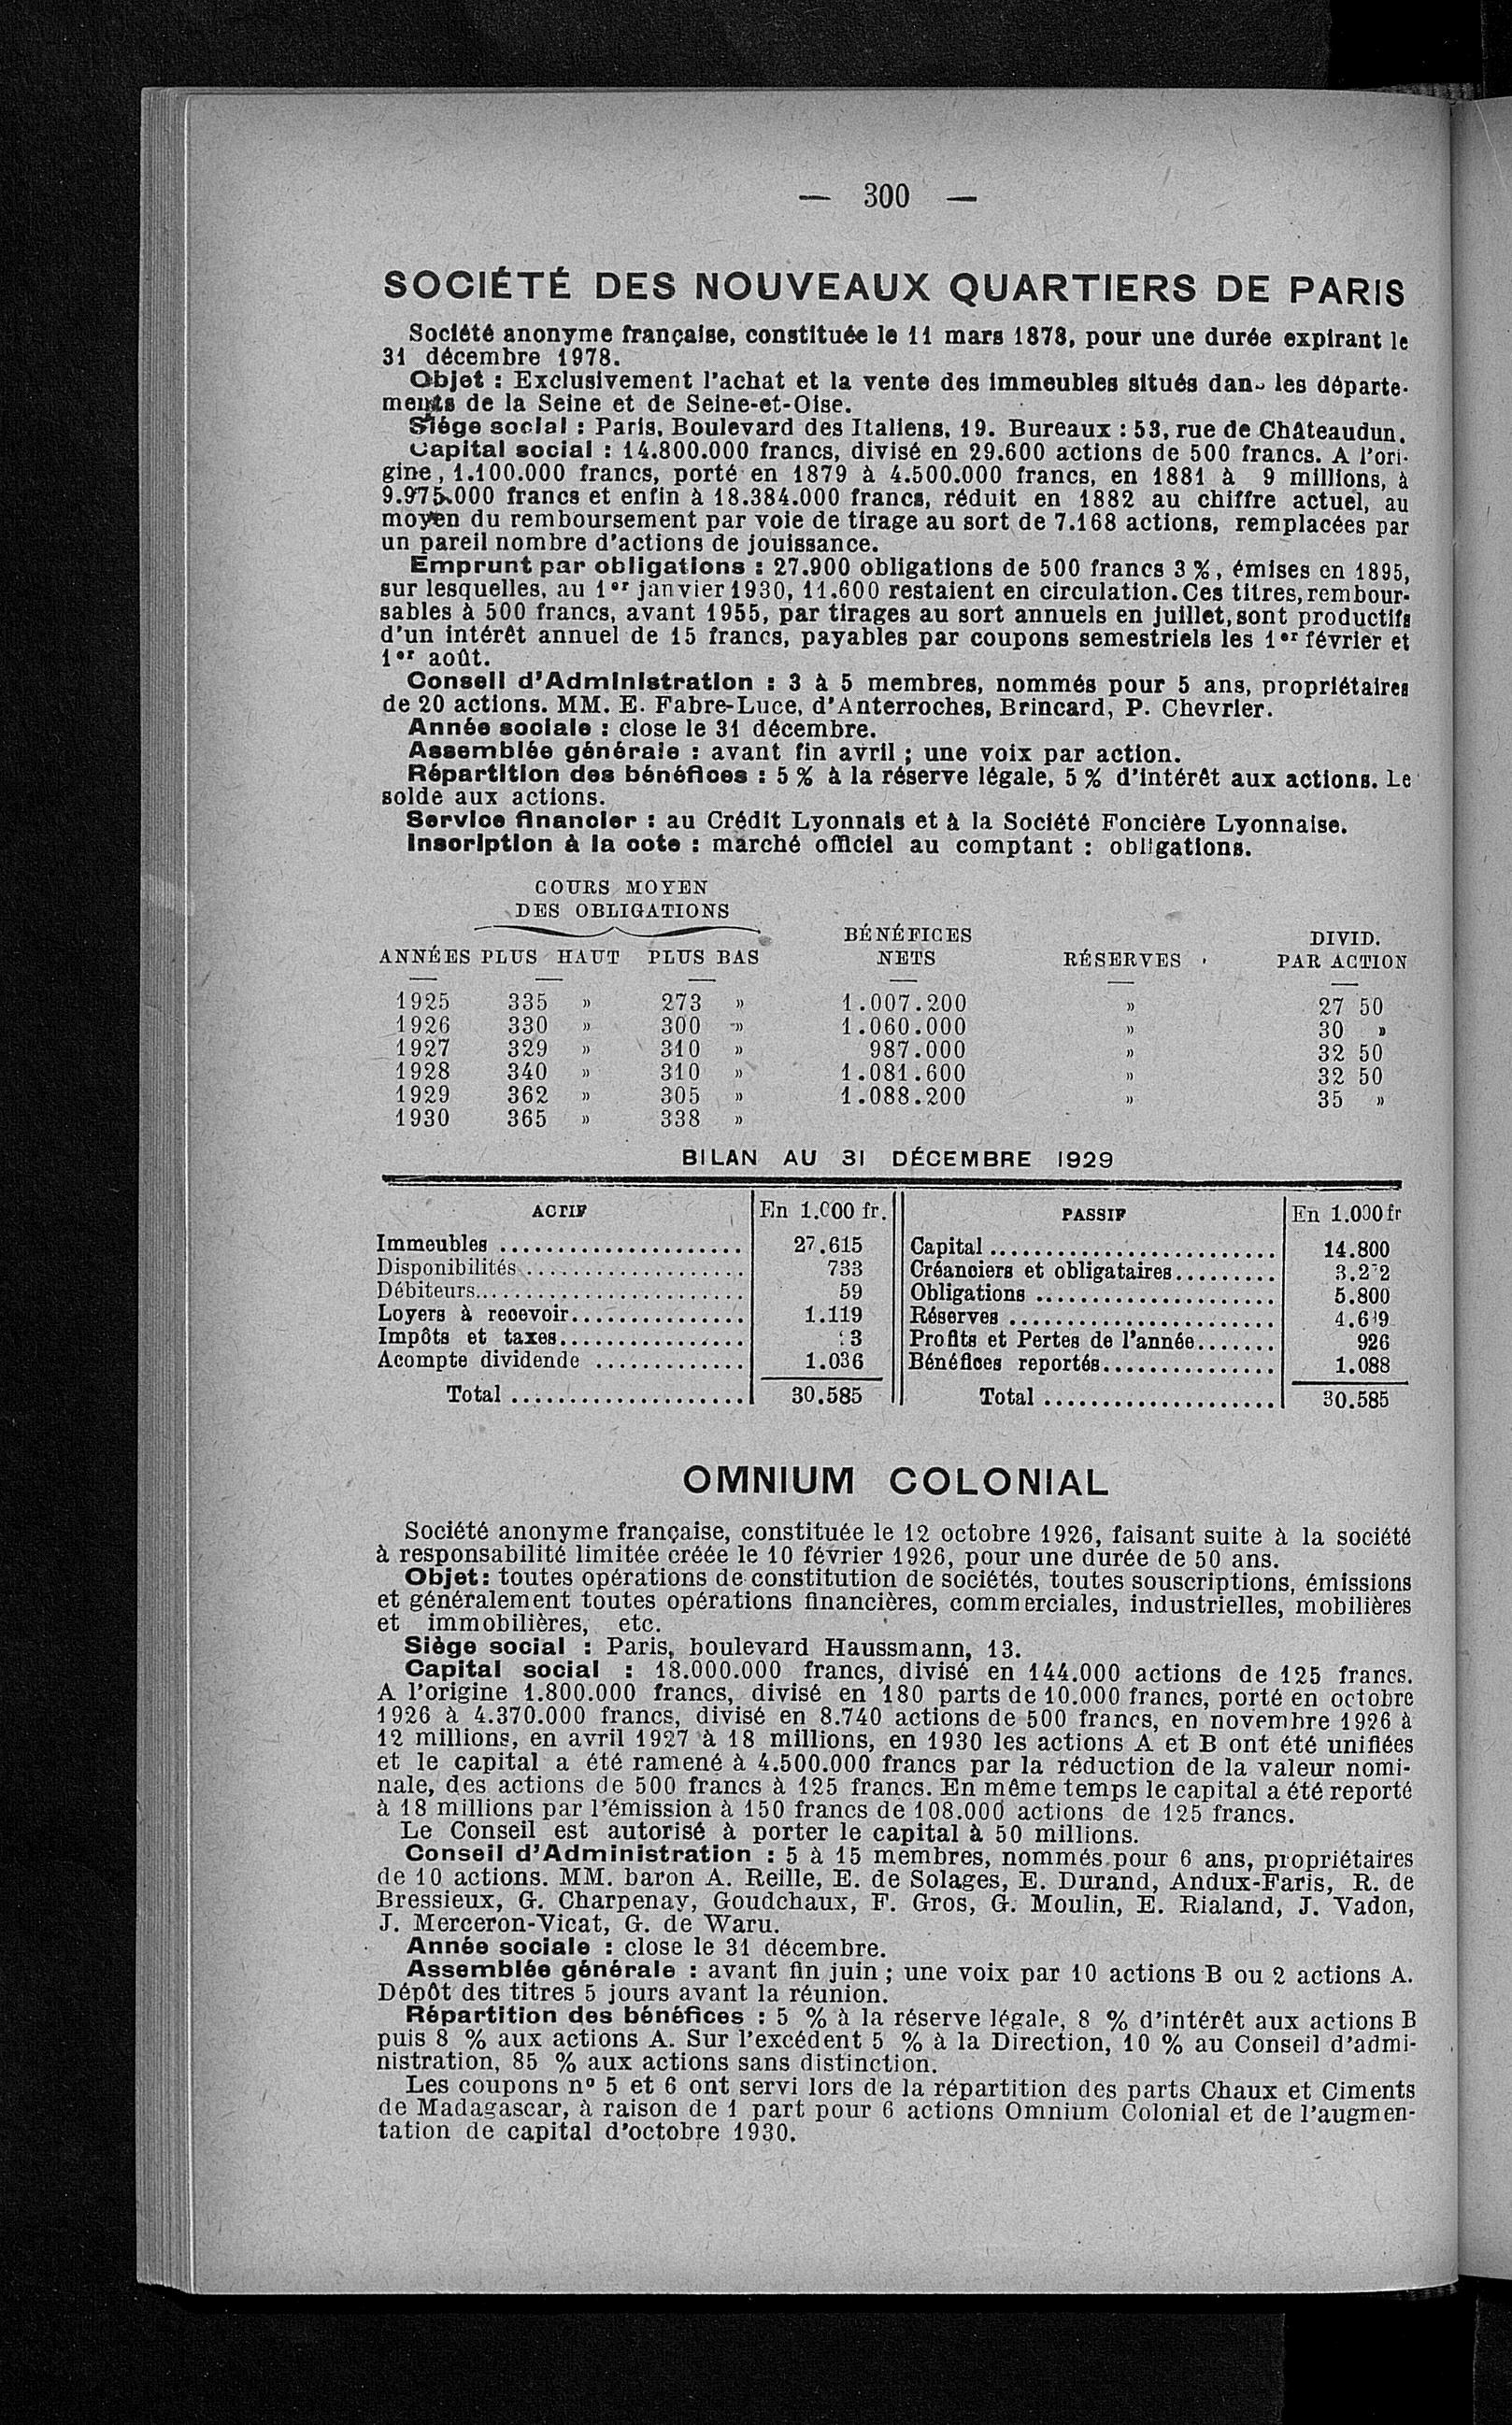 — 300 —
SOCIÉTÉ DES NOUVEAUX QUARTIERS DE PARIS
Société anonyme française, constituée le 11 mars 1878, pour une durée expirant le
31 décembre 1978.
Objet : Exclusivement l'achat et la vente des immeubles situés dan les départe-
ments de la Seine et de Seine-et-Oise.
Siége social : Paris, Boulevard des Italiens, 19. Bureaux : 53, rue de Châteaudun.
Capital social : 14.800.000 francs, divisé en 29.600 actions de 500 francs. A l'ori-
gine, 1.100.000 francs, porté en 1879 à 4.500.000 francs, en 1881 à 9 millions, à
9.975.000 francs et enfin à 18.384.000 francs, réduit en 1882 au chiffre actuel, au
moyen du remboursement par voie de tirage au sort de 7.168 actions, remplacées par
un pareil nombre d'actions de jouissance.
Emprunt par obligations : 27.900 obligations de 500 francs 3 %, émises en 1895,
sur lesquelles, au 1er janvier 1930, 11.600 restaient en circulation. Ces titres, rembour-
sables à 500 francs, avant 1955, par tirages au sort annuels en juillet, sont productifs
d'un intérêt annuel de 15 francs, payables par coupons semestriels les 1er février et
1er août.
Conseil d'Administration : 3 à 5 membres, nommés pour 5 ans, propriétaires
de 20 actions. MM. E. Fabre-Luce, d'Anterroches, Brincard, P. Chevrier.
Année sociale : close le 31 décembre.
Assemblée générale : avant fin avril ; une voix par action.
Répartition des bénéfices : 5 % à la réserve légale, 5 % d'intérêt aux actions. Le
solde aux actions.
Service financier : au Crédit Lyonnais et à la Société Foncière Lyonnaise.
Inscription à la cote : marché officiel au comptant : obligations.
COURS MOYEN
DES OBLIGATIONS
BÉNÉFICES DIVID.
ANNÉES PLUS HAUT PLUS BAS NETS RÉSERVES PAR ACTION
1925 335 » 273 » 1.007.200 » 27 50
1926 330 » 300 » 1.060.000 » 30 »
1927 329 » 310 » 987.000 » 32 50
1928 340 » 310 » 1.081.600 » 32 50
1929 362 » 305 » 1.088.200 » 35 »
1930 365 » 338 »
BILAN AU 31 DÉCEMBRE 1929
ACTIF En 1.000 fr. PASSIF En 1.000 fr
Immeubles ..................... 27.615 Capital ......................... 14.800
Disponibilités ................... 733 Créanciers et obligataires .........
Débiteurs ....................... 59 Obligations ..................... 5.800
Loyers à recevoir ............... 1.119 Réserves .......................
Impôts et taxes ................ Profits et Pertes de l'année ....... 926
Acompte dividende ............. 1.036 Bénéfices reportés ............... 1.088
Total .................... 30.585 Total .................... 30.585
OMNIUM COLONIAL
Société anonyme française, constituée le 12 octobre 1926, faisant suite à la société
à responsabilité limitée créée le 10 février 1926, pour une durée de 50 ans.
Objet : toutes opérations de constitution de sociétés, toutes souscriptions, émissions
et généralement toutes opérations financières, commerciales, industrielles, mobilières
et immobilières, etc.
Siège social : Paris, boulevard Haussmann, 13.
Capital social : 18.000.000 francs, divisé en 144.000 actions de 125 francs.
A l'origine 1.800.000 francs, divisé en 180 parts de 10.000 francs, porté en octobre
1926 à 4.370.000 francs, divisé en 8.740 actions de 500 francs, en novembre 1926 à
12 millions, en avril 1927 à 18 millions, en 1930 les actions A et B ont été unifiées
et le capital a été ramené à 4.500.000 francs par la réduction de la valeur nomi-
nale, des actions de 500 francs à 125 francs. En même temps le capital a été reporté
à 18 millions par l'émission à 150 francs de 108.000 actions de 125 francs.
Le Conseil est autorisé à porter le capital à 50 millions.
Conseil d'Administration : 5 à 15 membres, nommés pour 6 ans, propriétaires
de 10 actions. MM. baron A. Reille, E. de Solages, E. Durand, Andux-Faris, R. de
Bressieux, G. Charpenay, Goudchaux, F. Gros, G. Moulin, E. Rialand, J. Vadon,
J. Merceron-Vicat, G. de Waru.
Année sociale : close le 31 décembre.
Assemblée générale : avant fin juin ; une voix par 10 actions B ou 2 actions A.
Dépôt des titres 5 jours avant la réunion.
Répartition des bénéfices : 5 % à la réserve légale, 8 % d'intérêt aux actions B
puis 8 % aux actions A. Sur l'excédent 5 % à la Direction, 10 % au Conseil d'admi-
nistration, 85 % aux actions sans distinction.
Les coupons nº 5 et 6 ont servi lors de la répartition des parts Chaux et Ciments
de Madagascar, à raison de 1 part pour 6 actions Omnium Colonial et de l'augmen-
tation de capital d'octobre 1930.